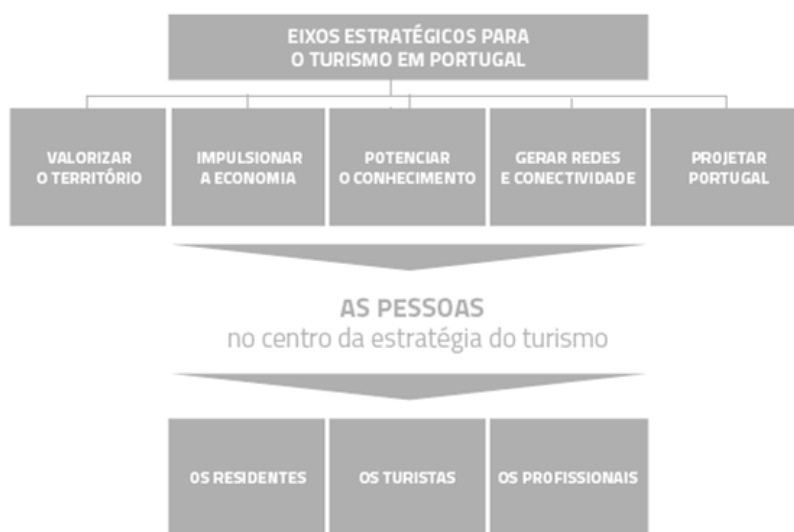 EIXOS ESTRATÉGICOS PARA
O TURISMO EM PORTUGAL
VALORIZAR
O TERRITÓRIO
IMPULSIONAR
A ECONOMIA
POTENCIAR
O CONHECIMENTO
GERAR REDES
E CONECTIVIDADE
PROJETAR
PORTUGAL
AS PESSOAS
no centro da estratégia do turismo
OS RESIDENTES
OS TURISTAS
OS PROFISSIONAIS